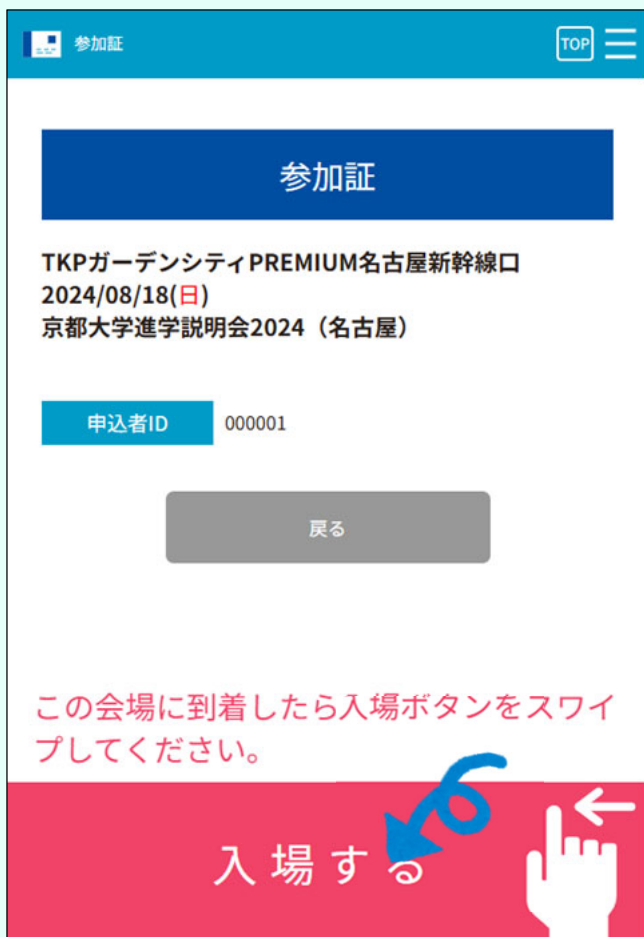 参加証
TOP
参加証
TKPガーデンシティPREMIUM名古屋新幹線口
2024/08/18(日)
京都大学進学説明会2024（名古屋）
申込者ID 000001
戻る
この会場に到着したら入場ボタンをスワイ
プしてください。
入場する